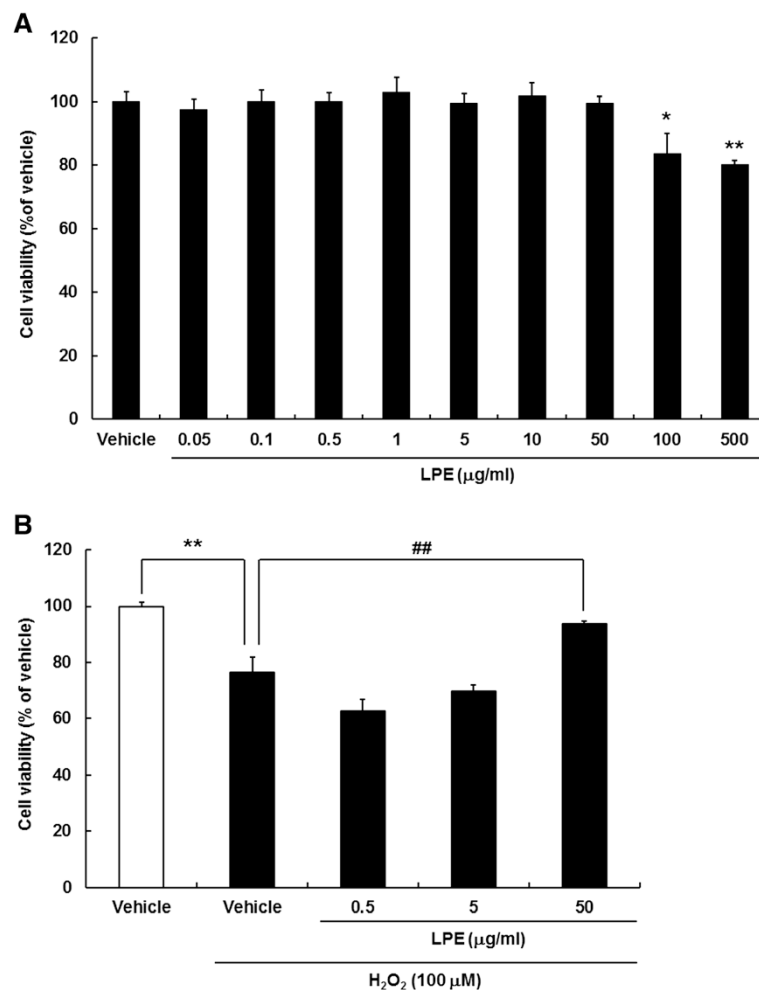 A
120
100
80
60
40
20
0
Cell viability (%of vehicle)
*
**
Vehicle 0.05 0.1 0.5 1 5 10 50 100 500
LPE (μg/ml)
B
120
100
80
60
40
20
0
Cell viability (% of vehicle)
**
##
Vehicle Vehicle 0.5 5 50
LPE (μg/ml)
H₂O₂ (100 μM)